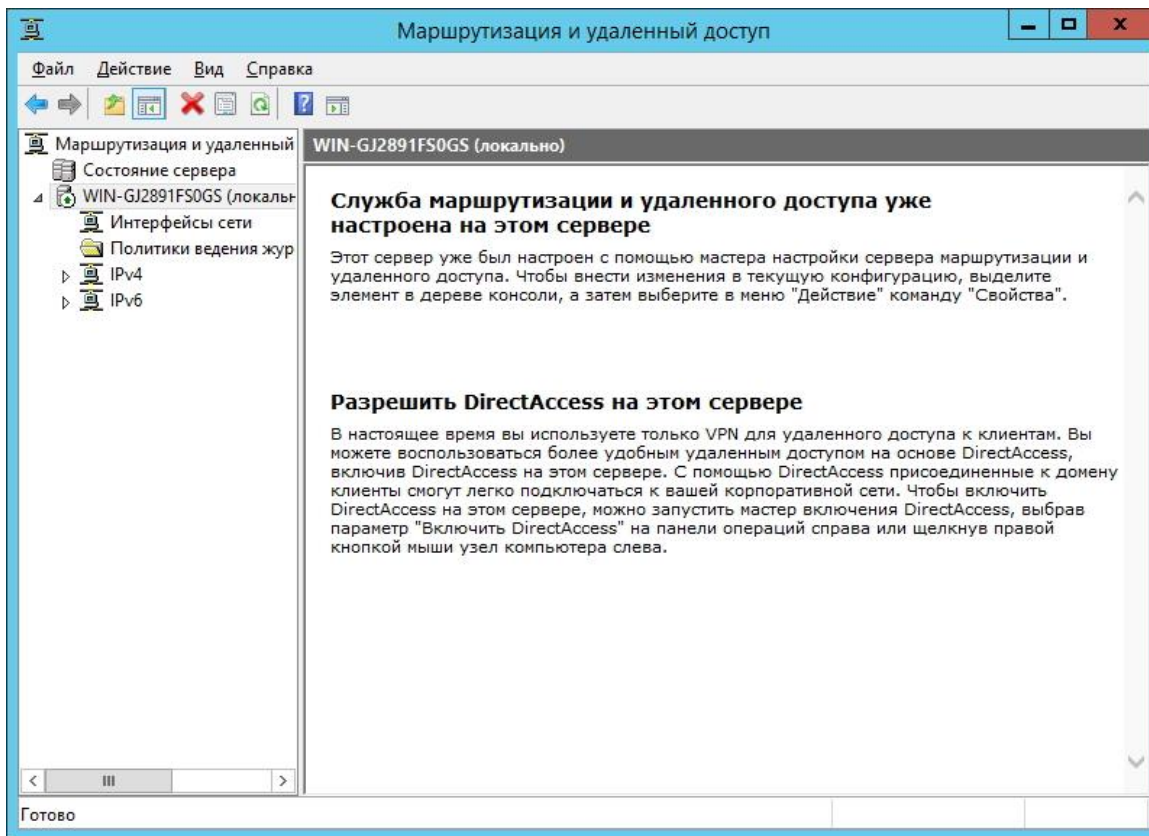 Маршрутизация и удаленный доступ
Файл Действие Вид Справка
Маршрутизация и удаленный
Состояние сервера
WIN-GJ2891FS0GS (локальн
Интерфейсы сети
Политики ведения жур
IPv4
IPv6
WIN-GJ2891FS0GS (локально)
Служба маршрутизации и удаленного доступа уже
настроена на этом сервере
Этот сервер уже был настроен с помощью мастера настройки сервера маршрутизации и
удаленного доступа. Чтобы внести изменения в текущую конфигурацию, выделите
элемент в дереве консоли, а затем выберите в меню "Действие" команду "Свойства".
Разрешить DirectAccess на этом сервере
В настоящее время вы используете только VPN для удаленного доступа к клиентам. Вы
можете воспользоваться более удобным удаленным доступом на основе DirectAccess,
включив DirectAccess на этом сервере. С помощью DirectAccess присоединенные к домену
клиенты смогут легко подключаться к вашей корпоративной сети. Чтобы включить
DirectAccess на этом сервере, можно запустить мастер включения DirectAccess, выбрав
параметр "Включить DirectAccess" на панели операций справа или щелкнув правой
кнопкой мыши узел компьютера слева.
Готово